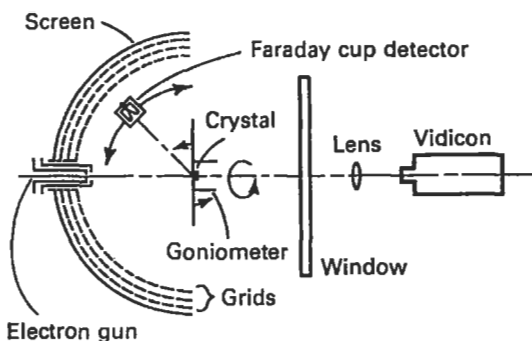 Screen
Faraday cup detector
Crystal
Lens
Vidicon
Goniometer
Window
Grids
Electron gun